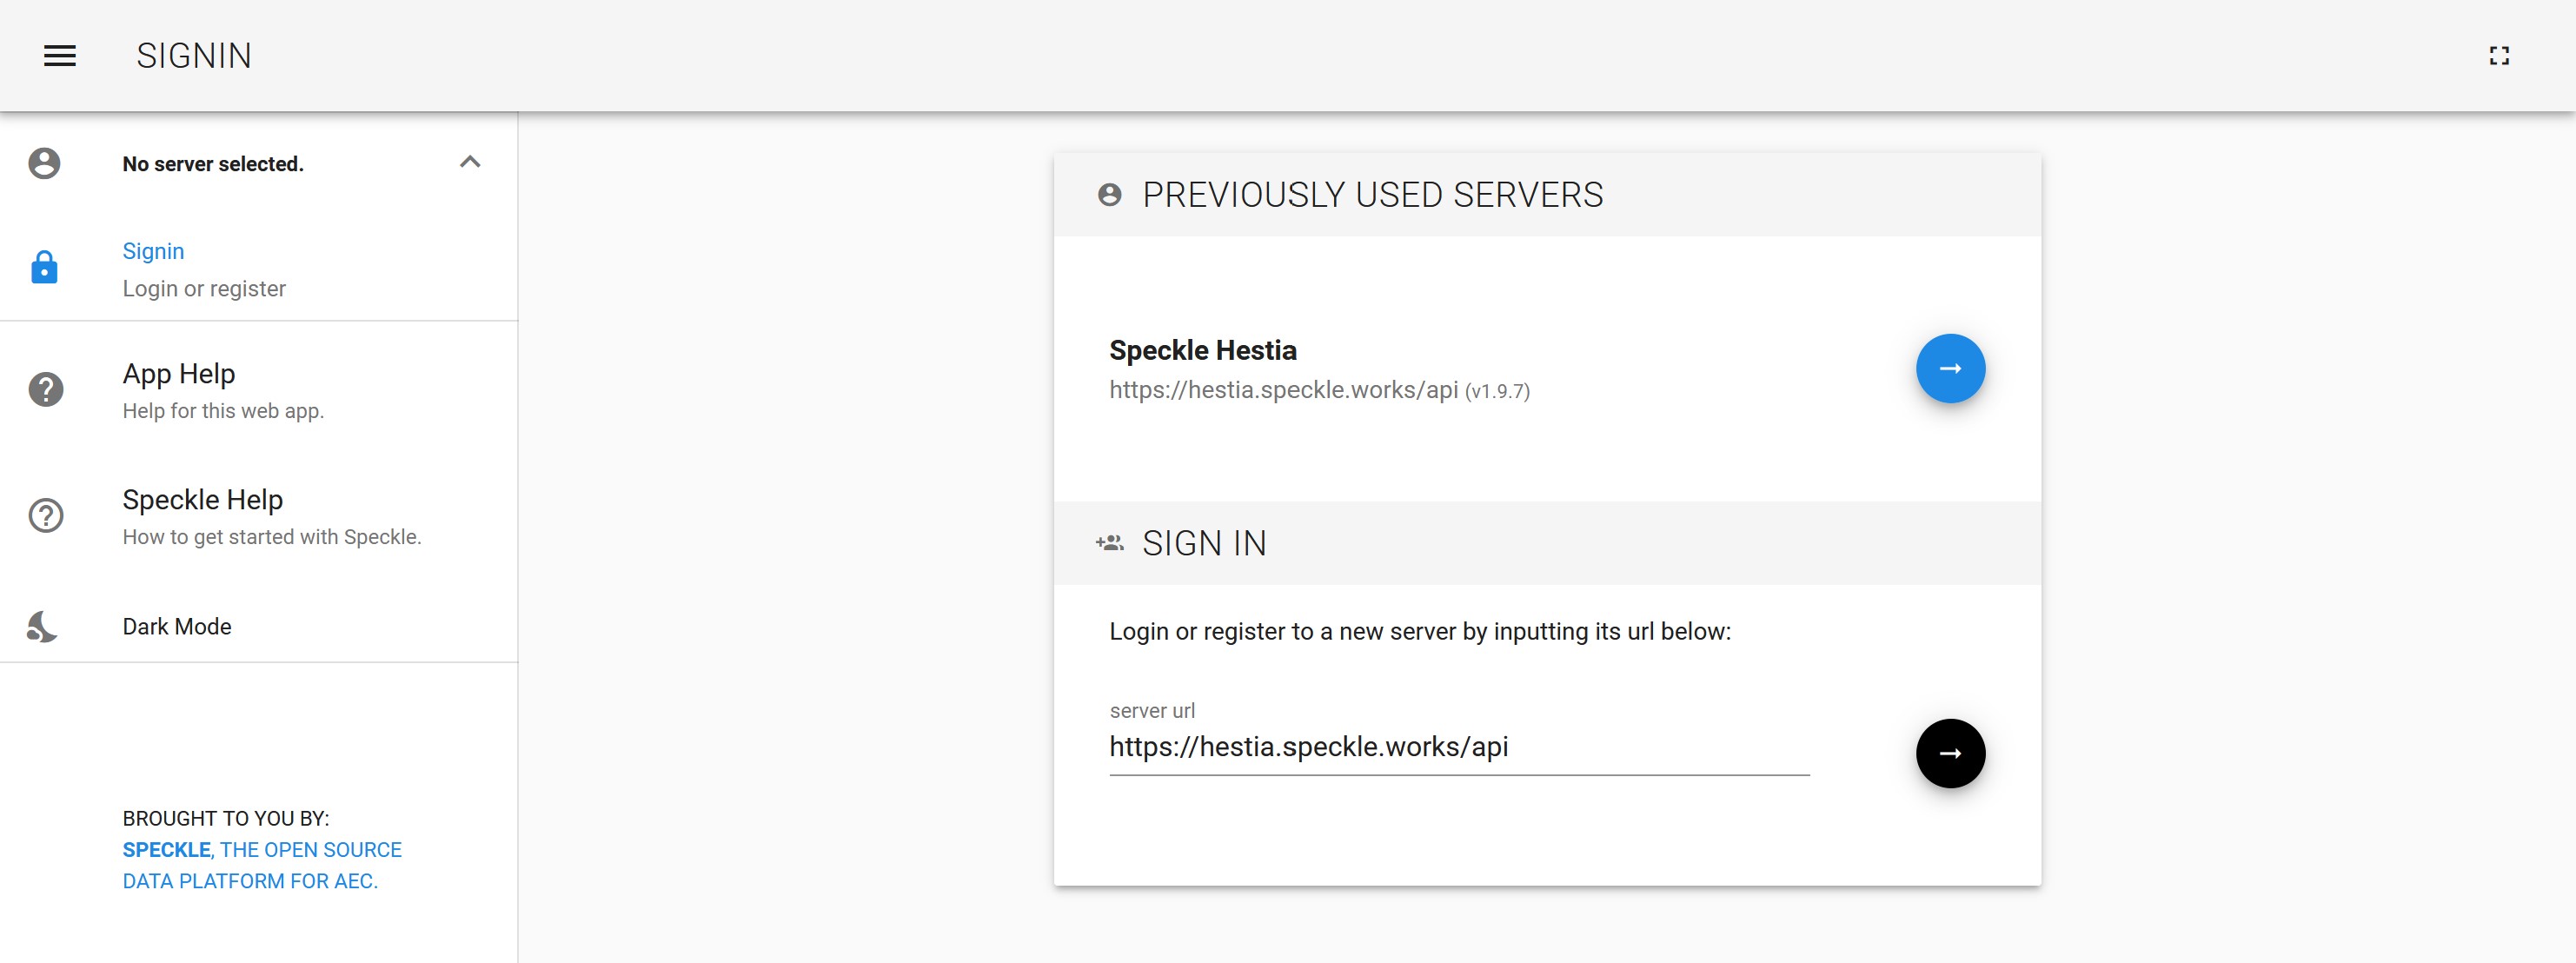 SIGNIN
No server selected.
Signin
Login or register
App Help
Help for this web app.
Speckle Help
How to get started with Speckle.
Dark Mode
BROUGHT TO YOU BY:
SPECKLE, THE OPEN SOURCE
DATA PLATFORM FOR AEC.
PREVIOUSLY USED SERVERS
Speckle Hestia
https://hestia.speckle.works/api (v1.9.7)
SIGN IN
Login or register to a new server by inputting its url below:
server url
https://hestia.speckle.works/api